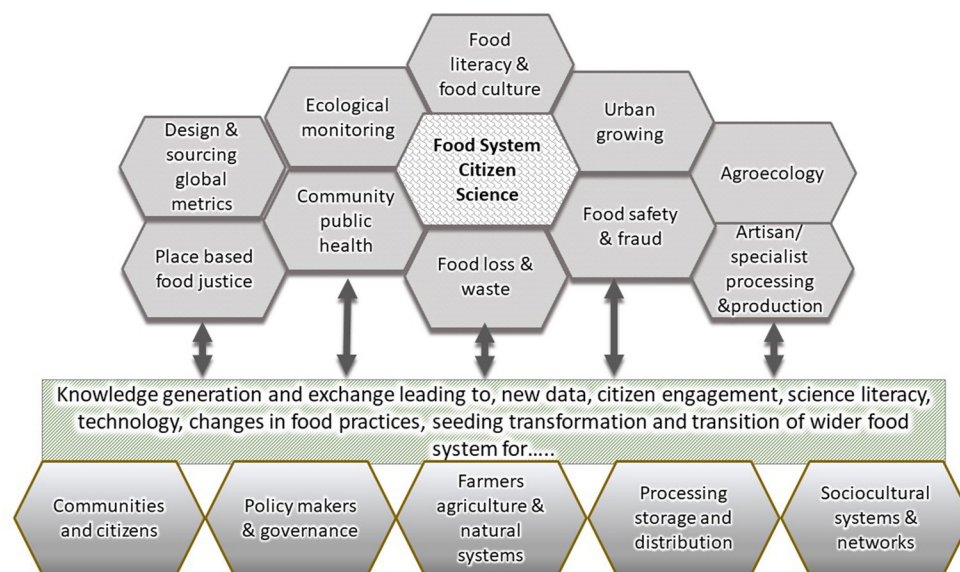 Food
literacy &
food culture
Ecological
monitoring
Urban
growing
Design &
sourcing
global
metrics
Food System
Citizen
Science
Agroecology
Community
public
health
Food safety
& fraud
Place based
food justice
Food loss &
waste
Artisan/
specialist
processing
&production
Knowledge generation and exchange leading to, new data, citizen engagement, science literacy,
technology, changes in food practices, seeding transformation and transition of wider food
system for.....
Communities
and citizens
Policy makers
& governance
Farmers
agriculture &
natural
systems
Processing
storage and
distribution
Sociocultural
systems &
networks